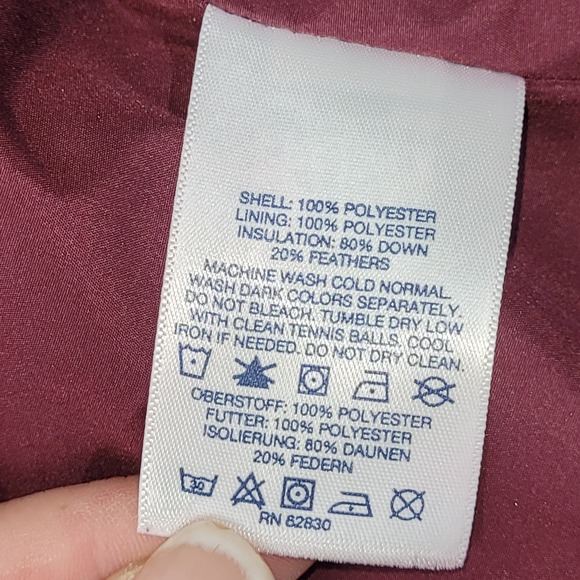 SHELL: 100% POLYESTER
LINING: 100% POLYESTER
INSULATION: 80% DOWN
20% FEATHERS
MACHINE WASH COLD NORMAL.
WASH DARK COLORS SEPARATELY.
DO NOT BLEACH. TUMBLE DRY LOW
WITH CLEAN TENNIS BALLS. COOL
IRON IF NEEDED. DO NOT DRY CLEAN.
OBERSTOFF: 100% POLYESTER
FUTTER: 100% POLYESTER
ISOLIERUNG: 80% DAUNEN
20% FEDERN
30
RN 62830